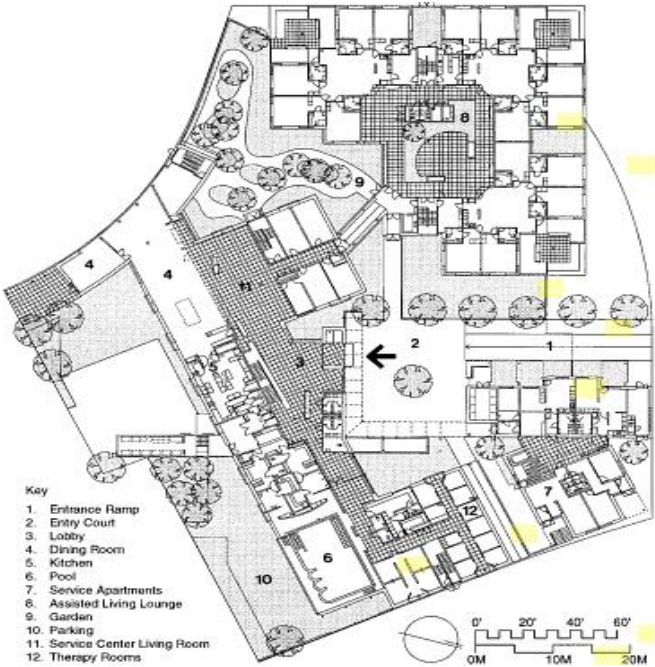 8
9
4
4
11
2
1
3
5
7
12
6
10
Key
1. Entrance Ramp
2. Entry Court
3. Lobby
4. Dining Room
5. Kitchen
6. Pool
7. Service Apartments
8. Assisted Living Lounge
9. Garden
10. Parking
11. Service Center Living Room
12. Therapy Rooms
0' 20' 40' 60'
0M 10M 20M